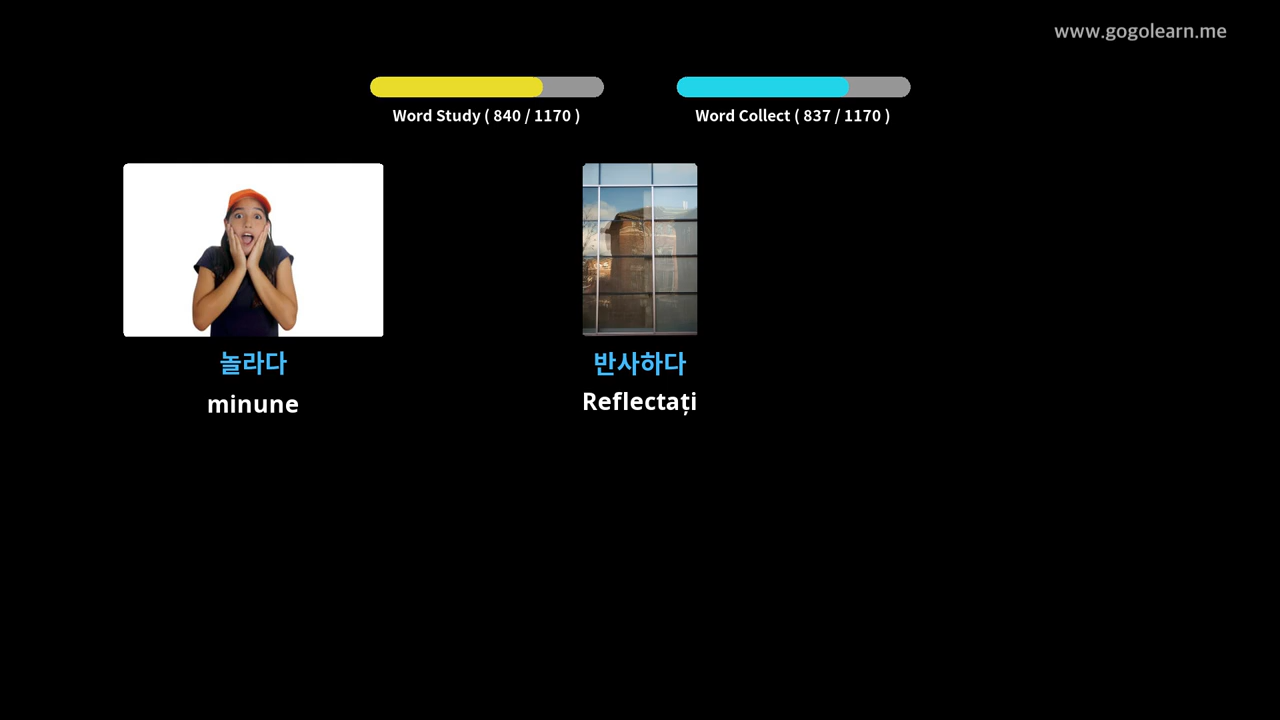 www.gogolearn.me
Word Study ( 840 / 1170 )
Word Collect ( 837 / 1170 )
놀라다
minune
반사하다
Reflectați